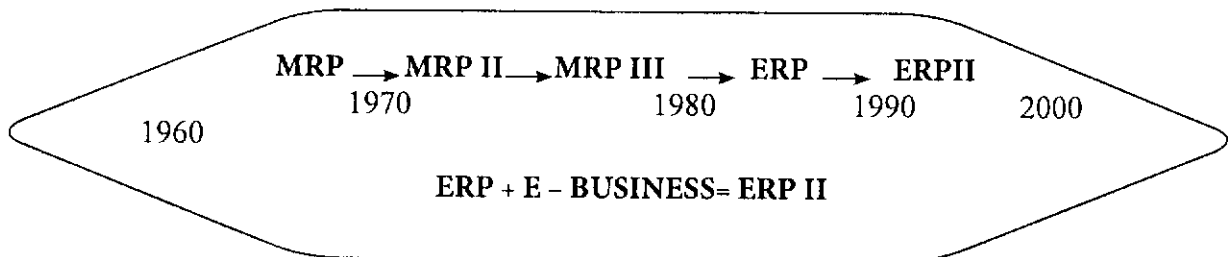 MRP → MRP II → MRP III → ERP → ERPII
1970 1980 1990 2000
1960
ERP + E – BUSINESS= ERP II